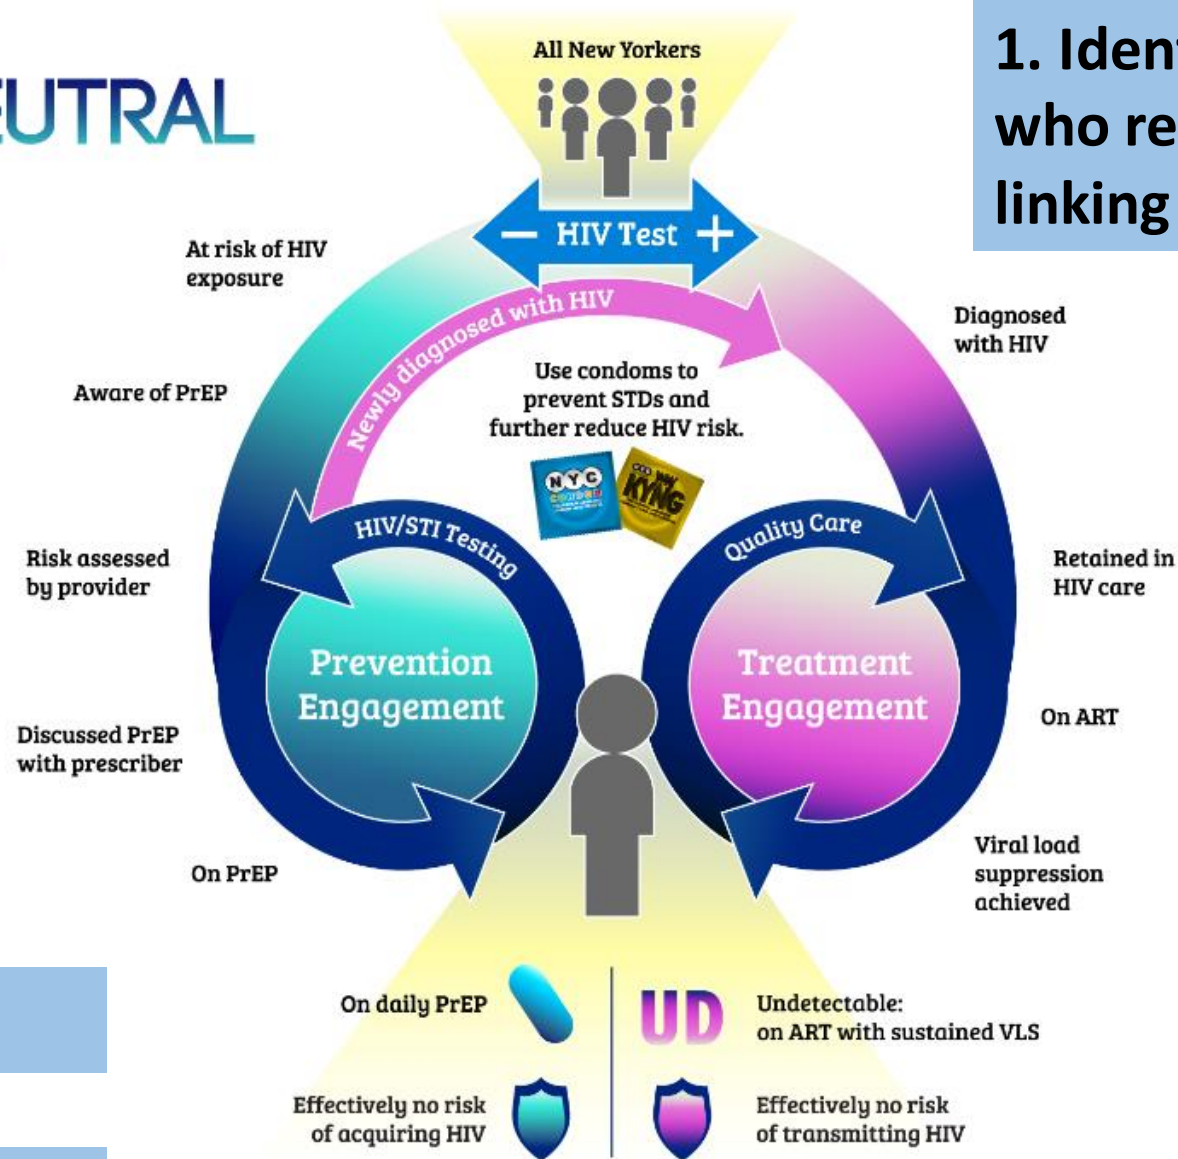 All New Yorkers
1. Iden
who re
linking
EUTRAL
− HIV Test +
At risk of HIV
exposure
Newly diagnosed with HIV
Diagnosed
with HIV
Aware of PrEP
Use condoms to
prevent STDs and
further reduce HIV risk.
NYC
CONDOM
KYNG
HIV/STI Testing
Quality Care
Risk assessed
by provider
Retained in
HIV care
Prevention
Engagement
Treatment
Engagement
Discussed PrEP
with prescriber
On ART
On PrEP
Viral load
suppression
achieved
On daily PrEP
UD
Undetectable:
on ART with sustained VLS
Effectively no risk
of acquiring HIV
Effectively no risk
of transmitting HIV